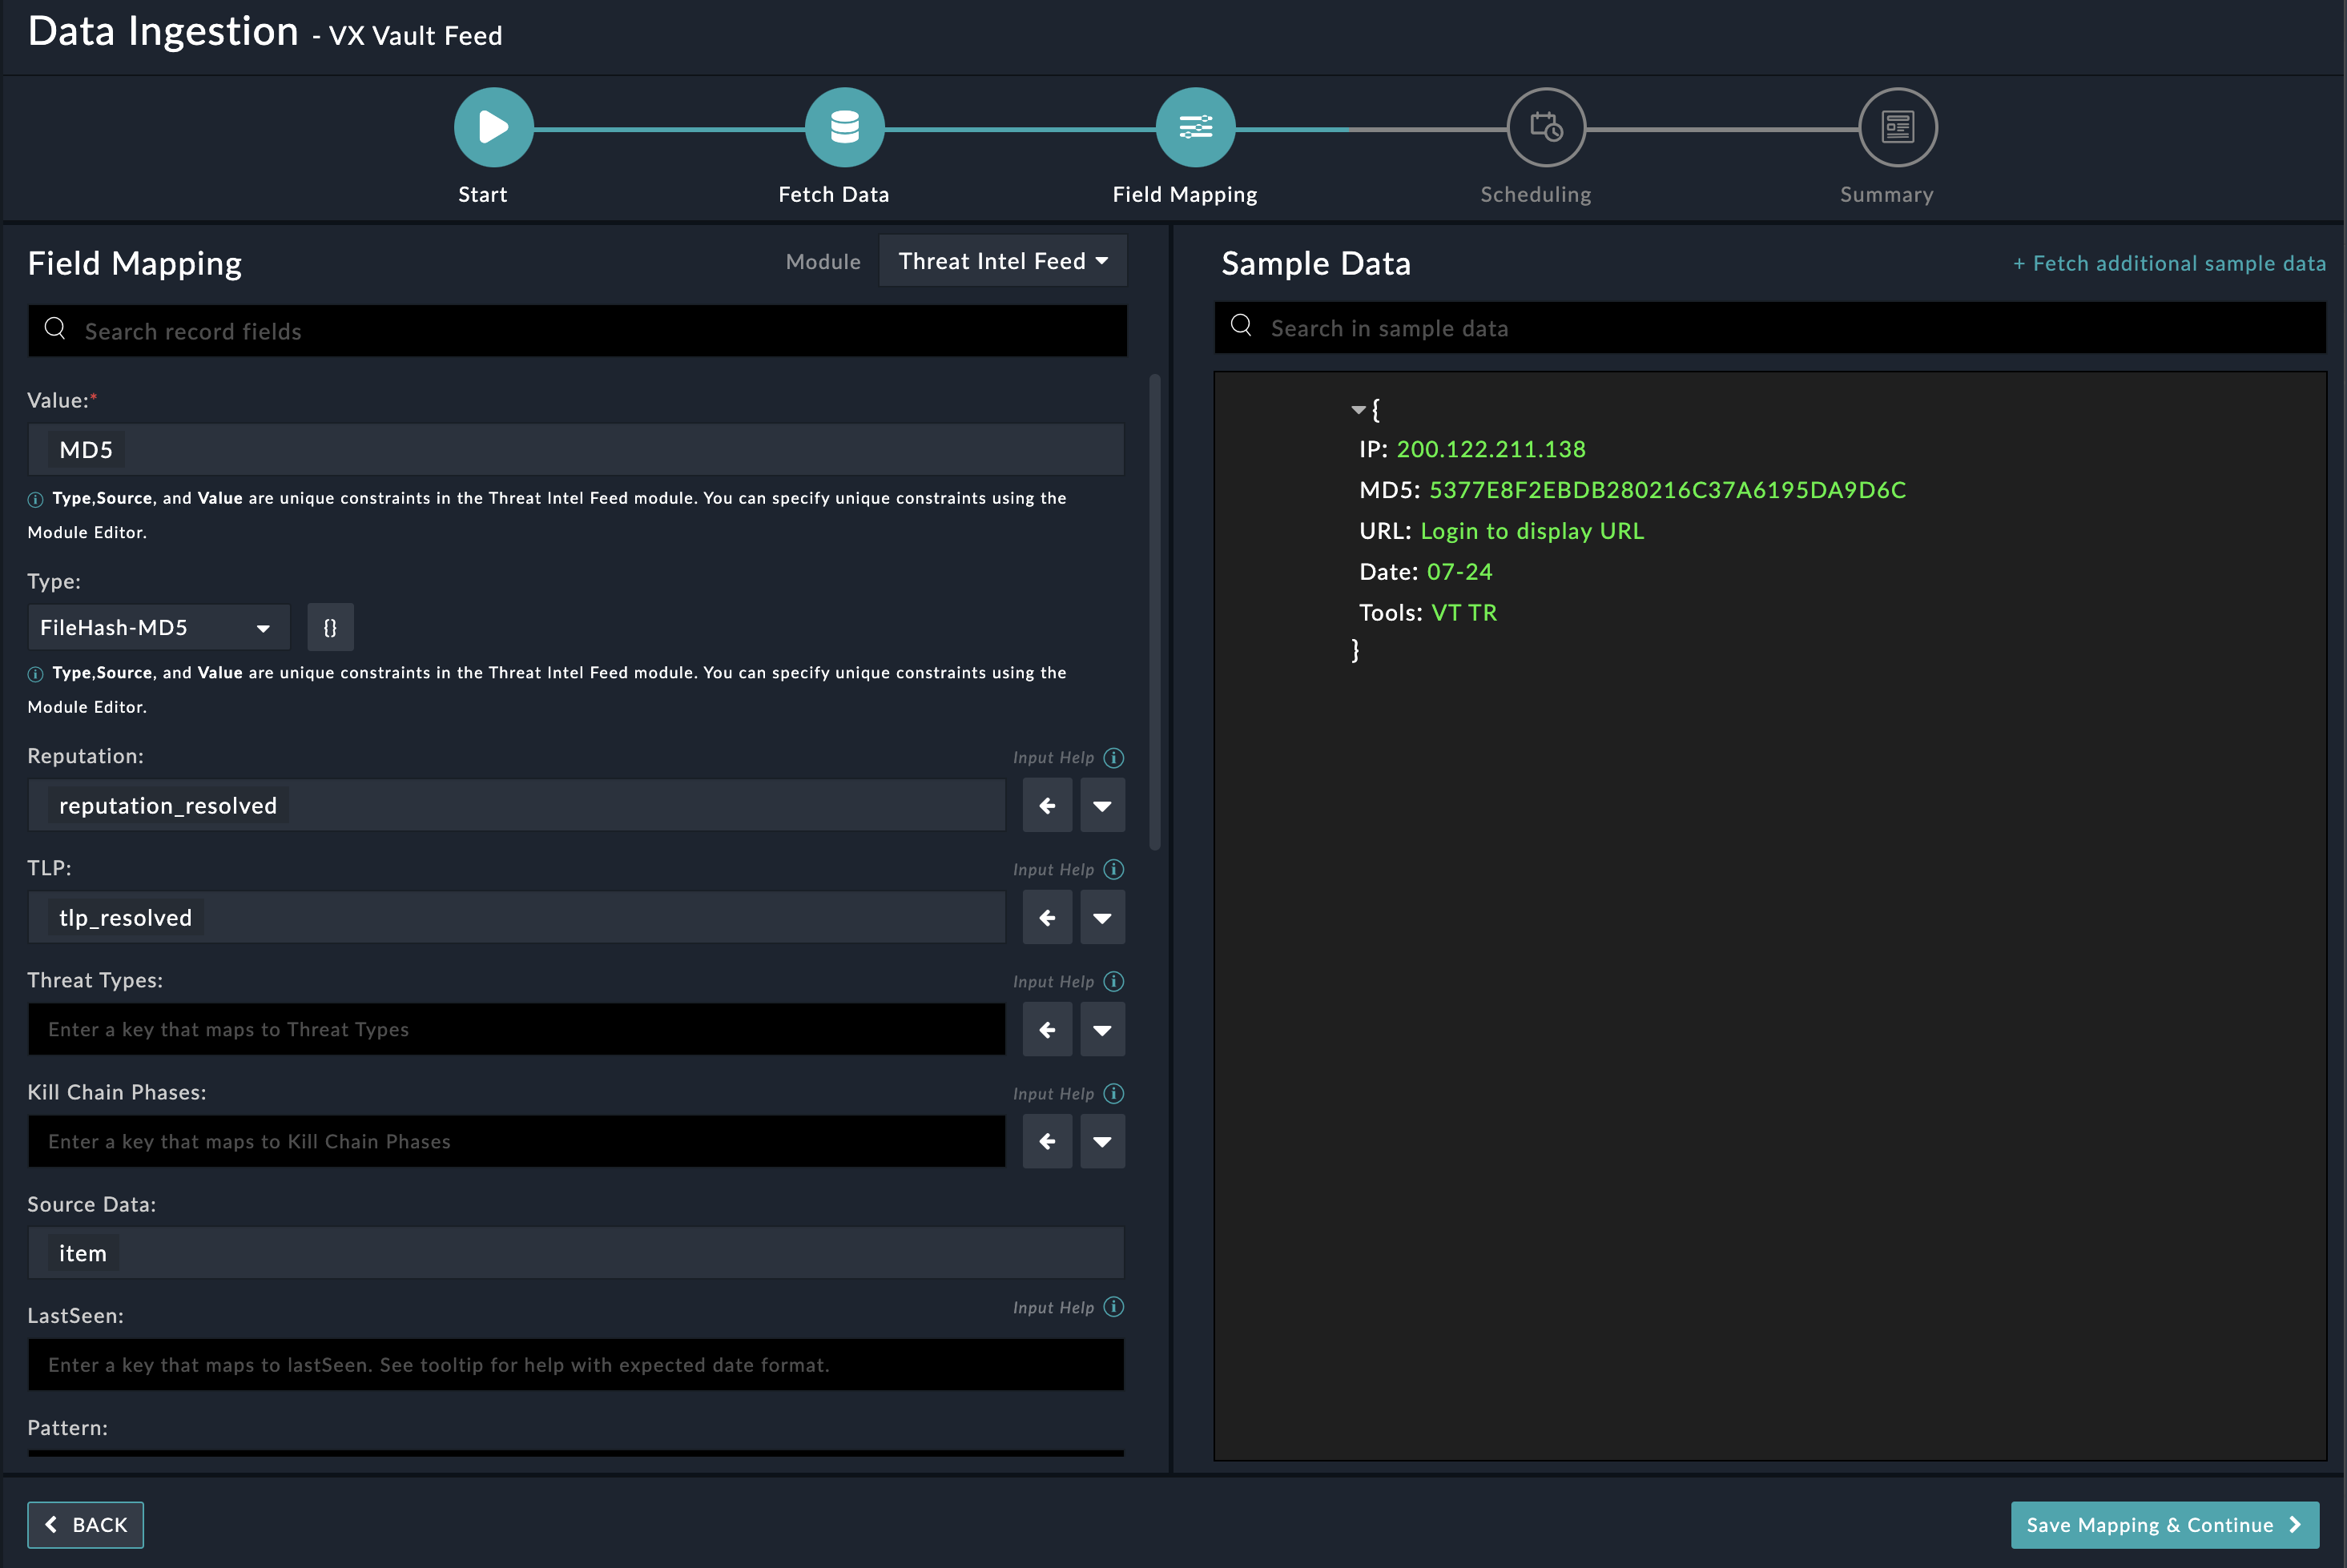 Data Ingestion - VX Vault Feed
Start
Fetch Data
Field Mapping
Scheduling
Summary
Field Mapping
Module
Threat Intel Feed
Search record fields
Value:*
MD5
Type,Source, and Value are unique constraints in the Threat Intel Feed module. You can specify unique constraints using the
Module Editor.
Type:
FileHash-MD5
{}
Type,Source, and Value are unique constraints in the Threat Intel Feed module. You can specify unique constraints using the
Module Editor.
Reputation:
Input Help
reputation_resolved
TLP:
Input Help
tlp_resolved
Threat Types:
Input Help
Enter a key that maps to Threat Types
Kill Chain Phases:
Input Help
Enter a key that maps to Kill Chain Phases
Source Data:
item
LastSeen:
Input Help
Enter a key that maps to lastSeen. See tooltip for help with expected date format.
Pattern:
Sample Data
+ Fetch additional sample data
Search in sample data
{
IP: 200.122.211.138
MD5: 5377E8F2EBDB280216C37A6195DA9D6C
URL: Login to display URL
Date: 07-24
Tools: VT TR
}
BACK
Save Mapping & Continue